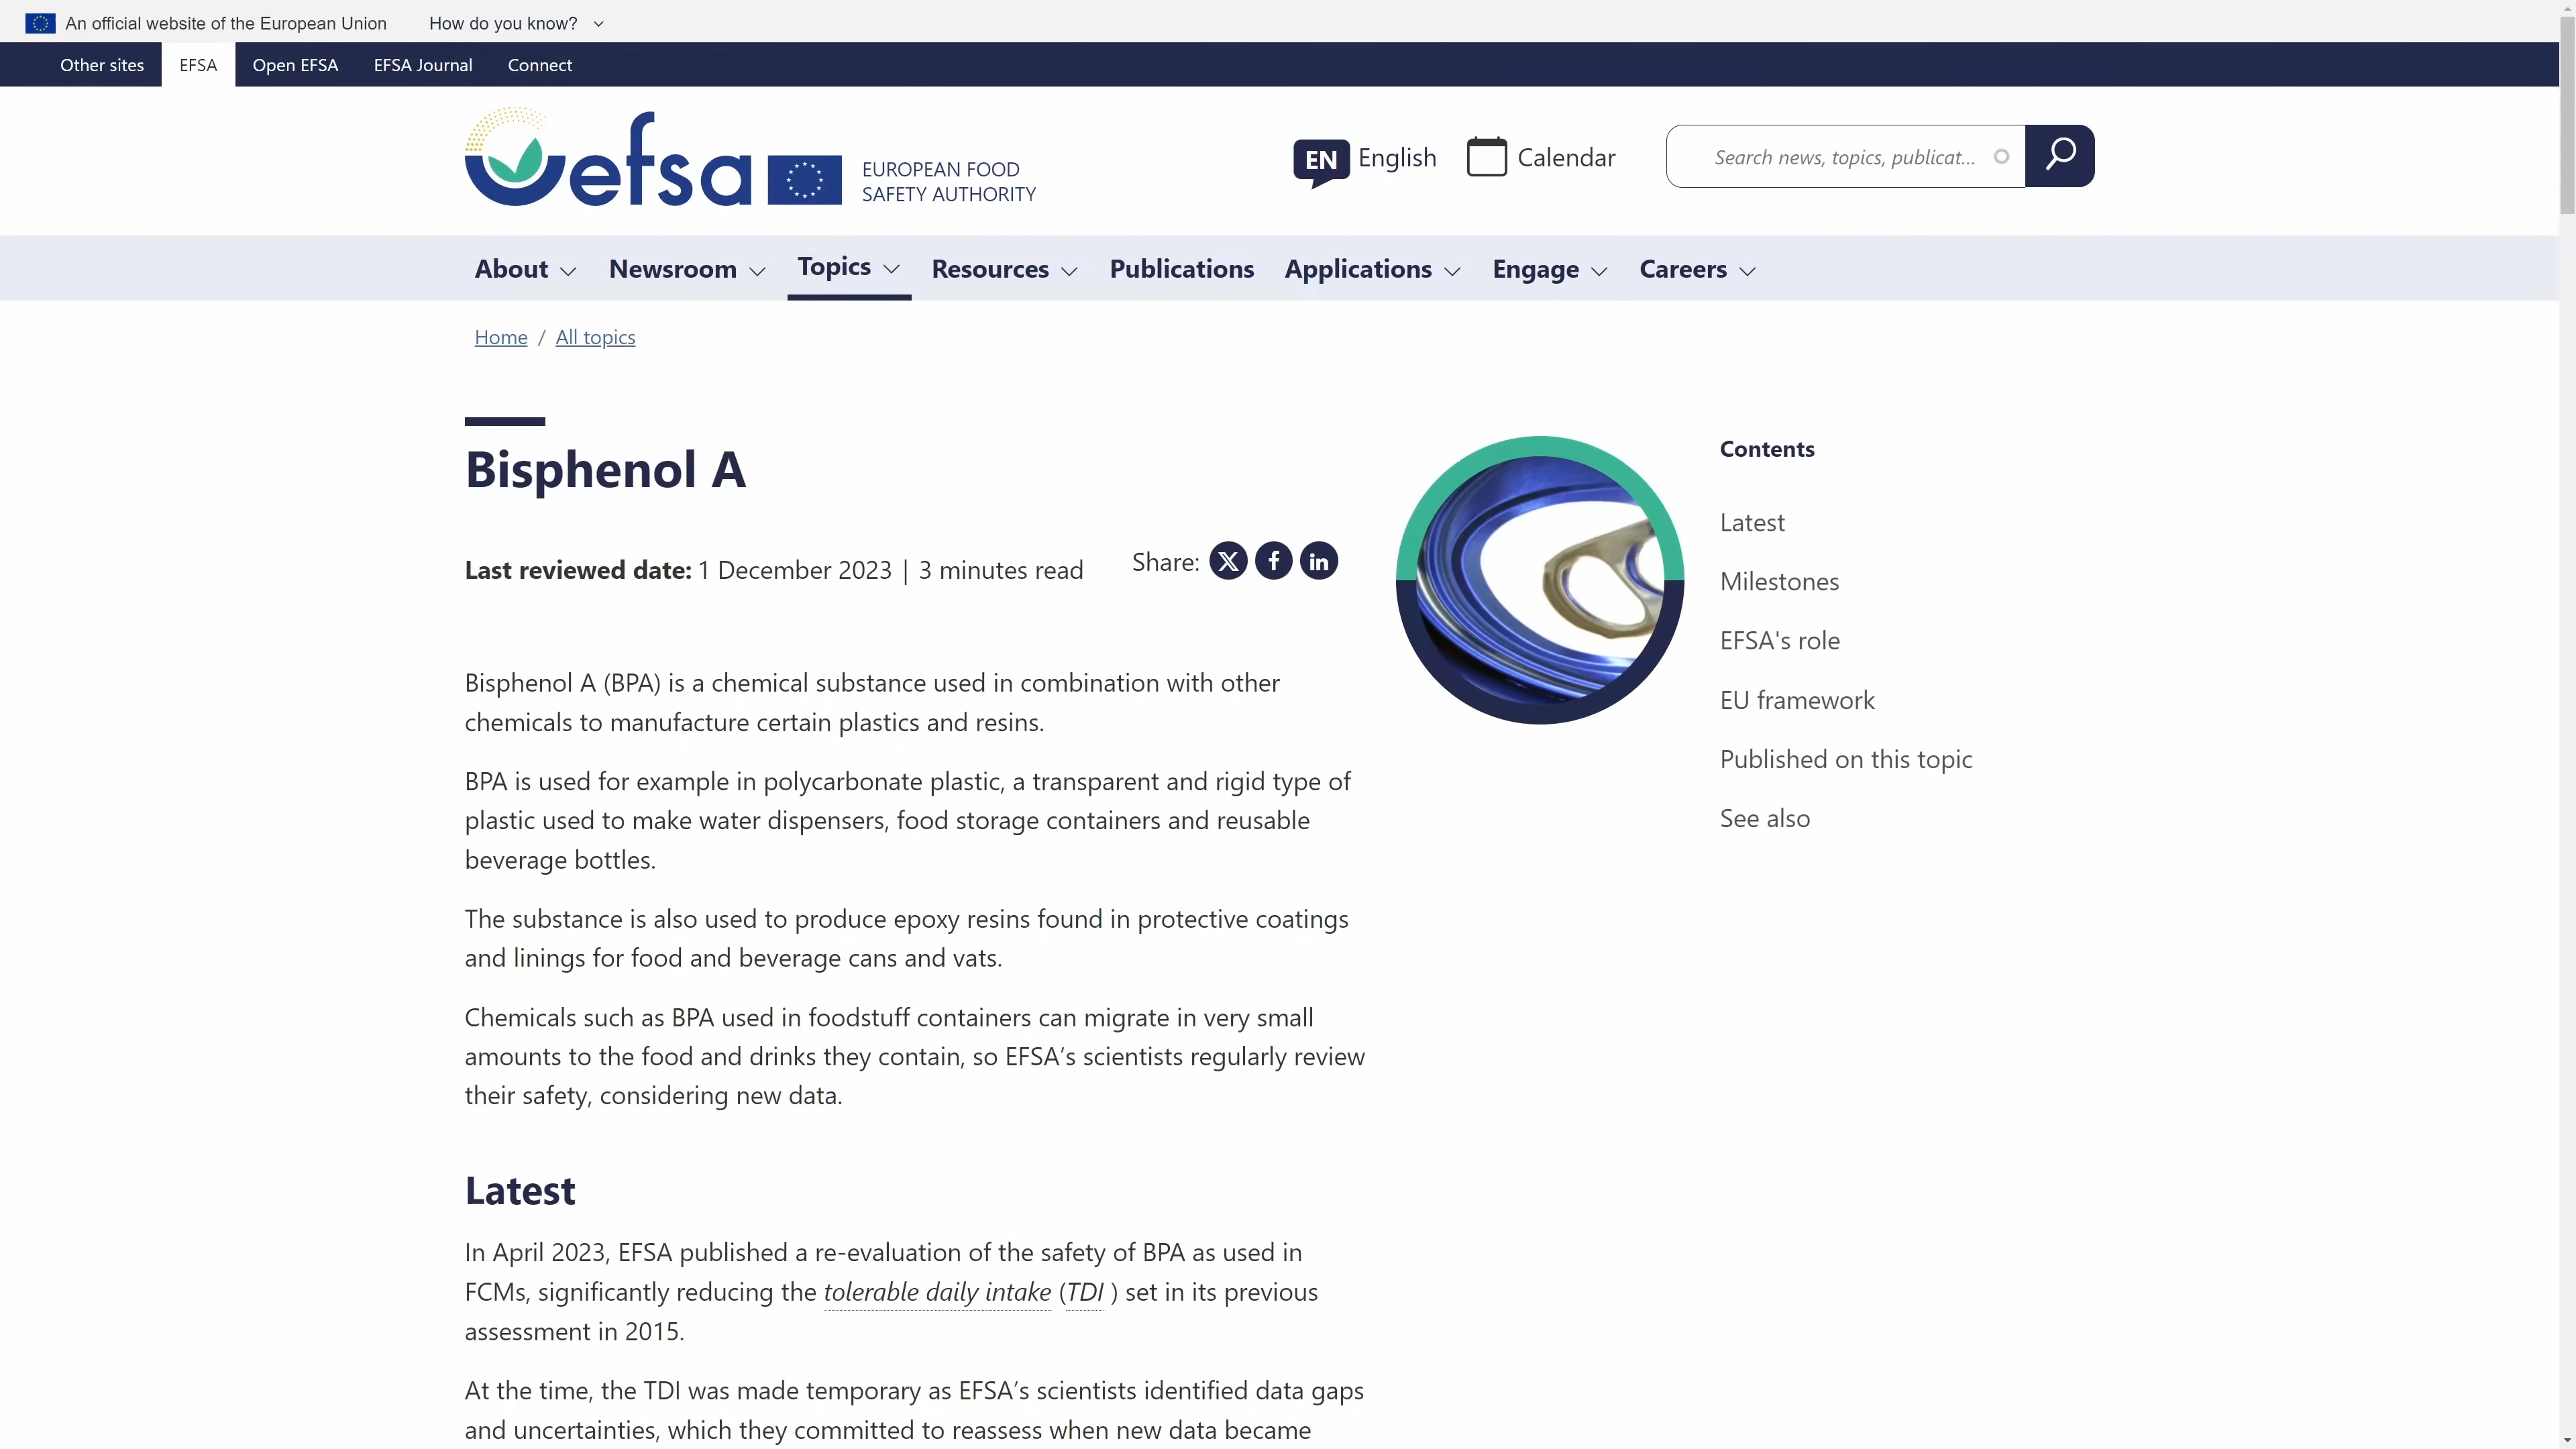 An official website of the European Union How do you know?
Other sites EFSA Open EFSA EFSA Journal Connect
efsa EUROPEAN FOOD
SAFETY AUTHORITY
EN English Calendar Search news, topics, publicat...
About Newsroom Topics Resources Publications Applications Engage Careers
Home / All topics
Bisphenol A
Last reviewed date: 1 December 2023 | 3 minutes read Share:
Bisphenol A (BPA) is a chemical substance used in combination with other
chemicals to manufacture certain plastics and resins.
BPA is used for example in polycarbonate plastic, a transparent and rigid type of
plastic used to make water dispensers, food storage containers and reusable
beverage bottles.
The substance is also used to produce epoxy resins found in protective coatings
and linings for food and beverage cans and vats.
Chemicals such as BPA used in foodstuff containers can migrate in very small
amounts to the food and drinks they contain, so EFSA’s scientists regularly review
their safety, considering new data.
Latest
In April 2023, EFSA published a re-evaluation of the safety of BPA as used in
FCMs, significantly reducing the tolerable daily intake (TDI ) set in its previous
assessment in 2015.
At the time, the TDI was made temporary as EFSA’s scientists identified data gaps
and uncertainties, which they committed to reassess when new data became
Contents
Latest
Milestones
EFSA's role
EU framework
Published on this topic
See also